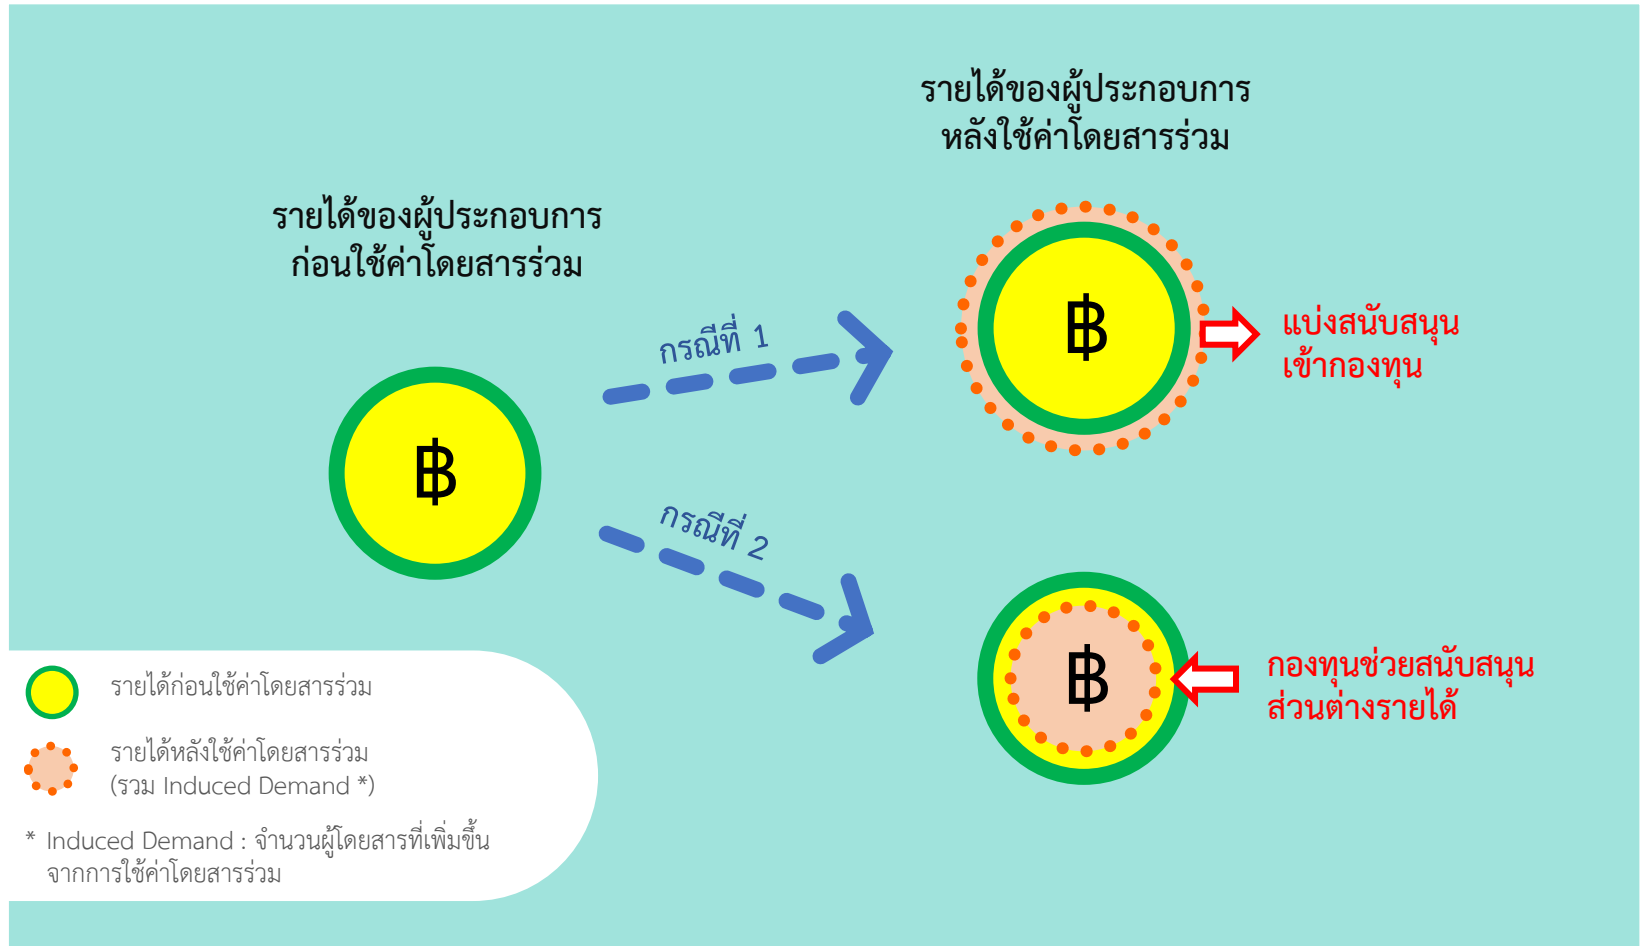 รายได้ของผู้ประกอบการ
หลังใช้ค่าโดยสารร่วม
รายได้ของผู้ประกอบการ
ก่อนใช้ค่าโดยสารร่วม
กรณีที่ 1
฿
แบ่งสนับสนุน
เข้ากองทุน
฿
กรณีที่ 2
฿
กองทุนช่วยสนับสนุน
ส่วนต่างรายได้
รายได้ก่อนใช้ค่าโดยสารร่วม
รายได้หลังใช้ค่าโดยสารร่วม
(รวม Induced Demand *)
* Induced Demand : จำนวนผู้โดยสารที่เพิ่มขึ้น
จากการใช้ค่าโดยสารร่วม